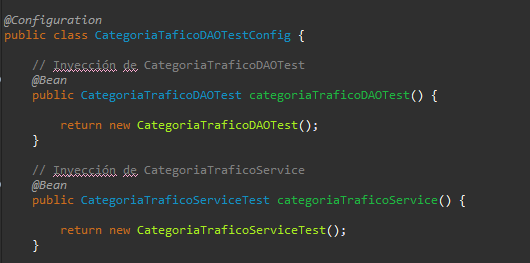 @Configuration
public class CategoriaTaficoDAOTestConfig {
// Inyección de CategoriaTraficoDAOTest
@Bean
public CategoriaTraficoDAOTest categoriaTraficoDAOTest() {
return new CategoriaTraficoDAOTest();
}
// Inyección de CategoriaTraficoService
@Bean
public CategoriaTraficoServiceTest categoriaTraficoService() {
return new CategoriaTraficoServiceTest();
}